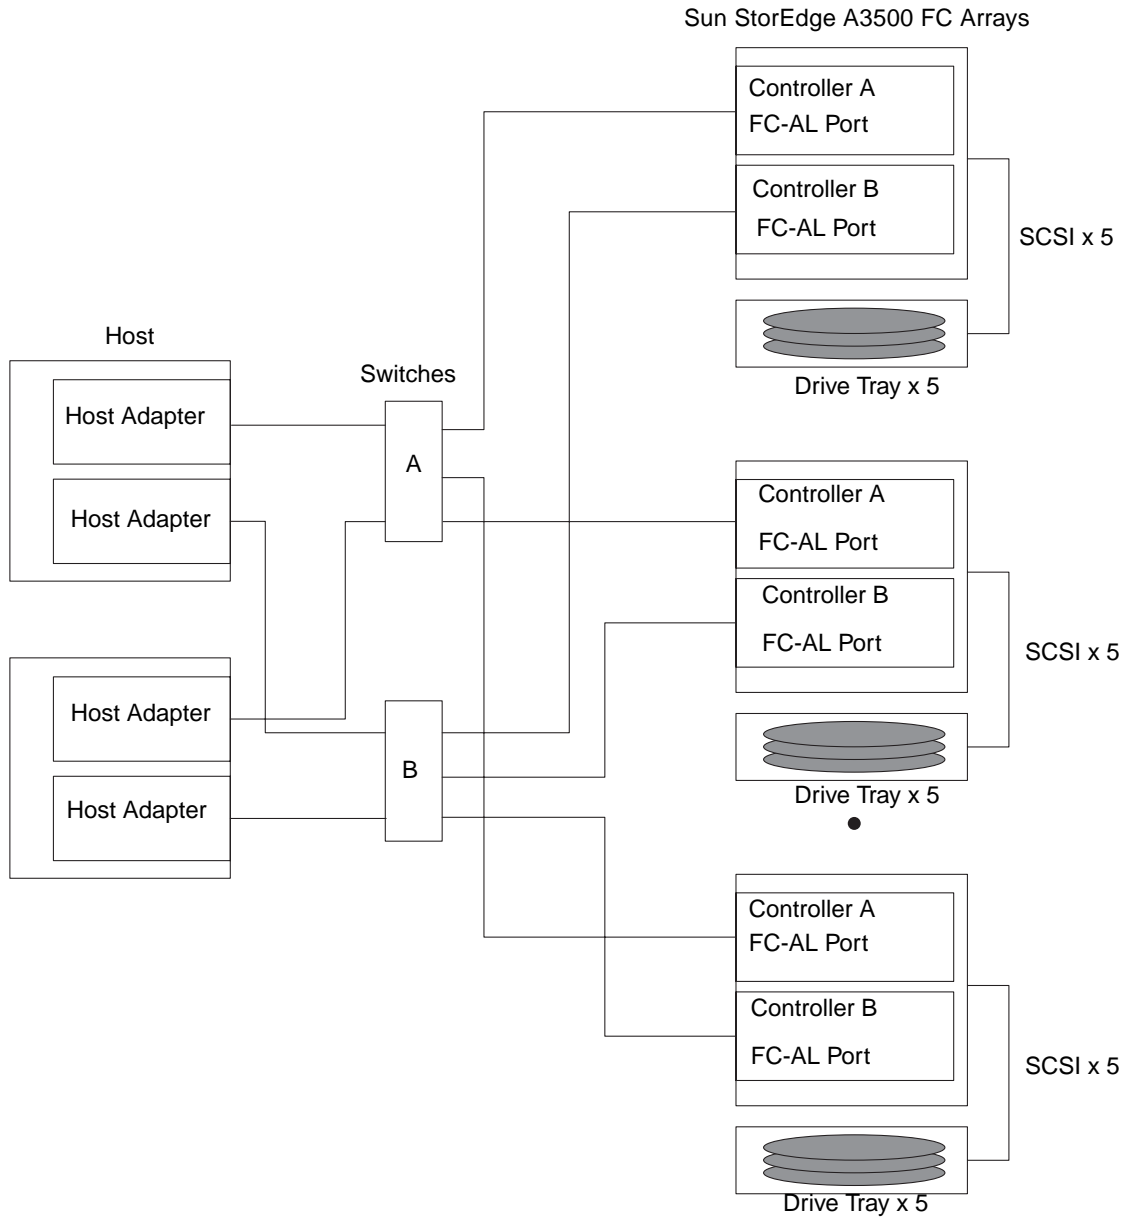 Sun StorEdge A3500 FC Arrays
Controller A
FC-AL Port
Controller B
FC-AL Port
SCSI x 5
Drive Tray x 5
Host
Host Adapter
Host Adapter
Switches
A
Controller A
FC-AL Port
Controller B
FC-AL Port
SCSI x 5
Drive Tray x 5
Host Adapter
Host Adapter
B
Controller A
FC-AL Port
Controller B
FC-AL Port
SCSI x 5
Drive Tray x 5